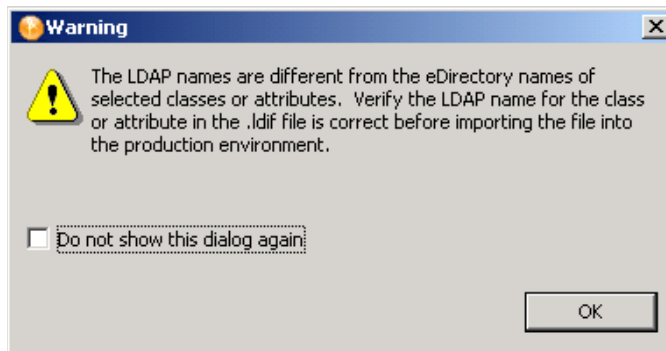 Warning
The LDAP names are different from the eDirectory names of
selected classes or attributes.  Verify the LDAP name for the class
or attribute in the .ldif file is correct before importing the file into
the production environment.
Do not show this dialog again
OK